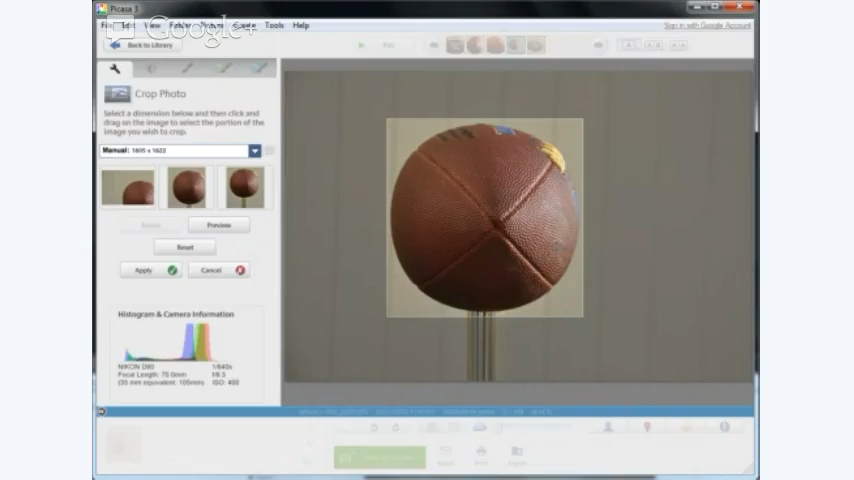 Picasa 3
File Edit View Folder Picture Create Tools Help
Google+
Sign in with Google Account
Back to Library
Play
Crop Photo
Select a dimension below and then click and
drag on the image to select the portion of the
image you wish to crop.
Manual: 1605 x 1622
Rotate Preview
Reset
Apply Cancel
Histogram & Camera Information
NIKON D90 1/640s
Focal Length: 70.0mm f/6.3
(35 mm equivalent: 105mm) ISO: 400